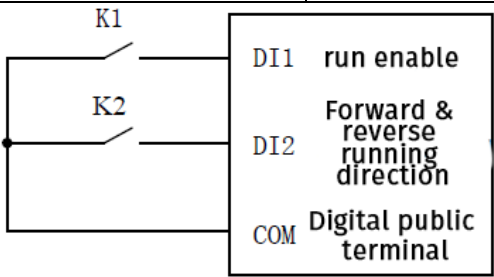 K1
DI1 run enable
K2
Forward &
reverse
DI2 running
direction
COM Digital public
terminal